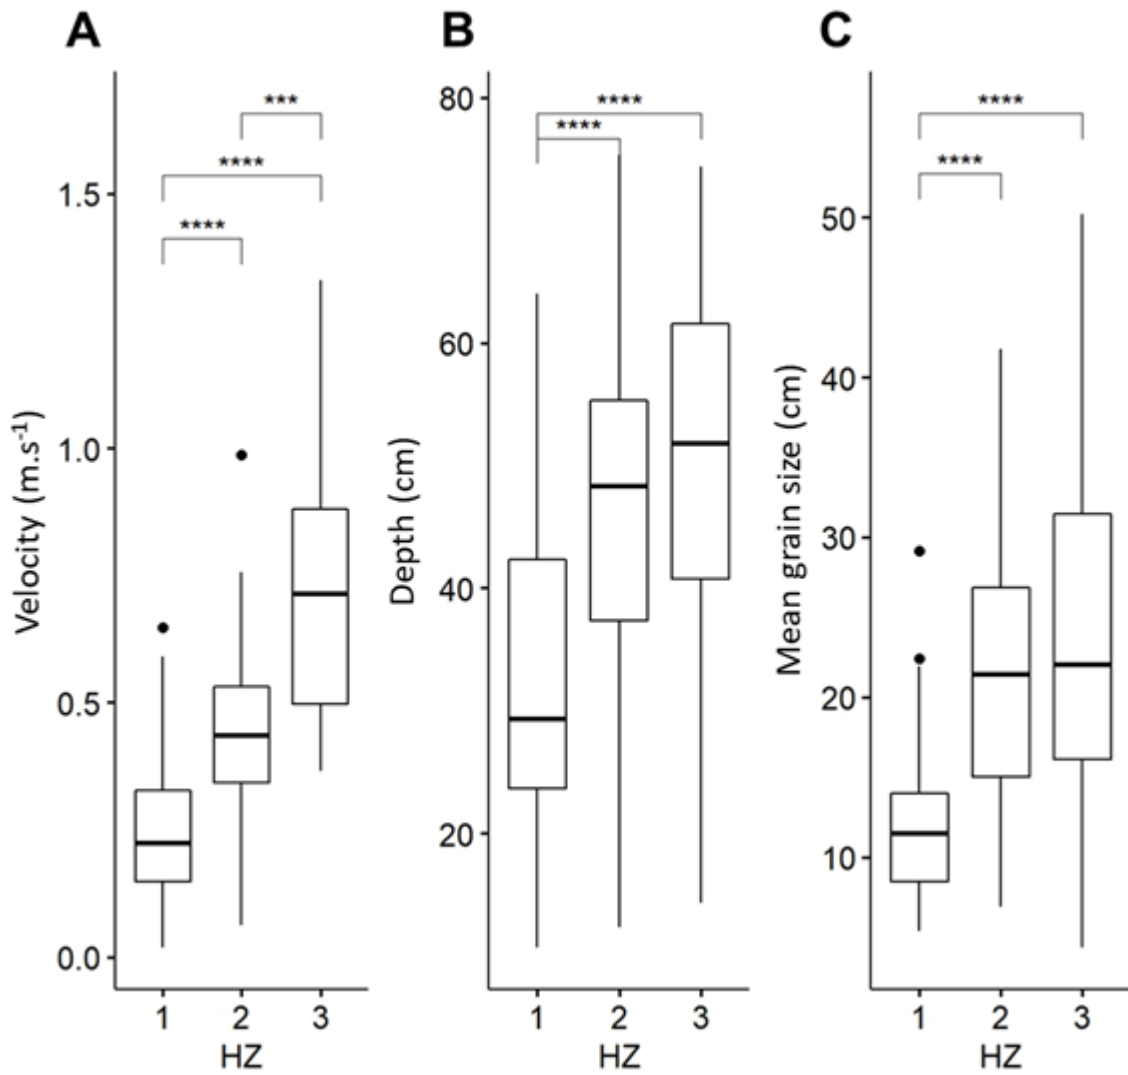 A
Velocity (m.s⁻¹)
1.5
1.0
0.5
0.0
***
****
****
1 2 3
HZ
B
Depth (cm)
80
60
40
20
****
****
1 2 3
HZ
C
Mean grain size (cm)
50
40
30
20
10
****
****
1 2 3
HZ